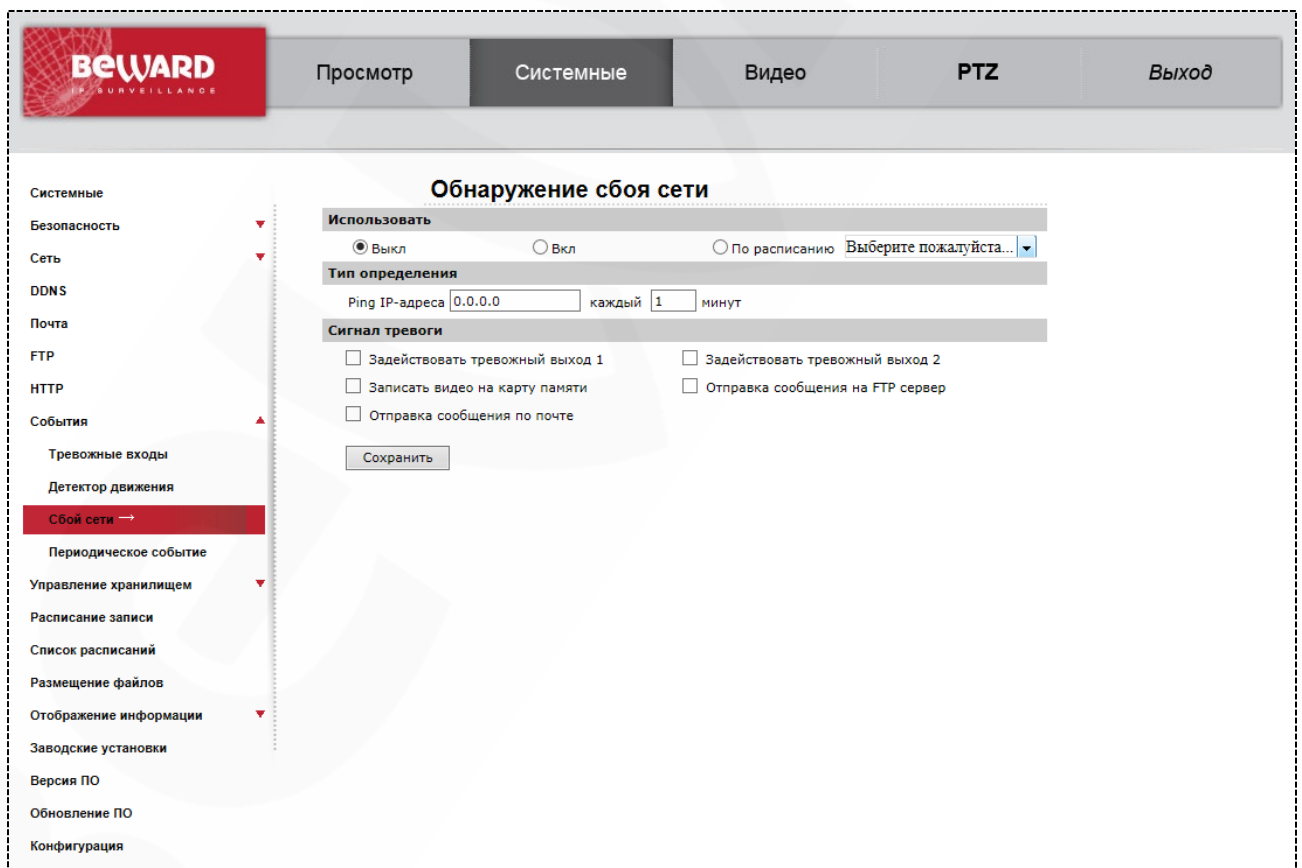 BEWARD
IP SURVEILLANCE
Просмотр Системные Видео PTZ Выход
Системные
Безопасность
Сеть
DDNS
Почта
FTP
HTTP
События
Тревожные входы
Детектор движения
Сбой сети →
Периодическое событие
Управление хранилищем
Расписание записи
Список расписаний
Размещение файлов
Отображение информации
Заводские установки
Версия ПО
Обновление ПО
Конфигурация
Обнаружение сбоя сети
Использовать
Выкл Вкл По расписанию Выберите пожалуйста...
Тип определения
Ping IP-адреса 0.0.0.0 каждый 1 минут
Сигнал тревоги
Задействовать тревожный выход 1 Задействовать тревожный выход 2
Записать видео на карту памяти Отправка сообщения на FTP сервер
Отправка сообщения по почте
Сохранить